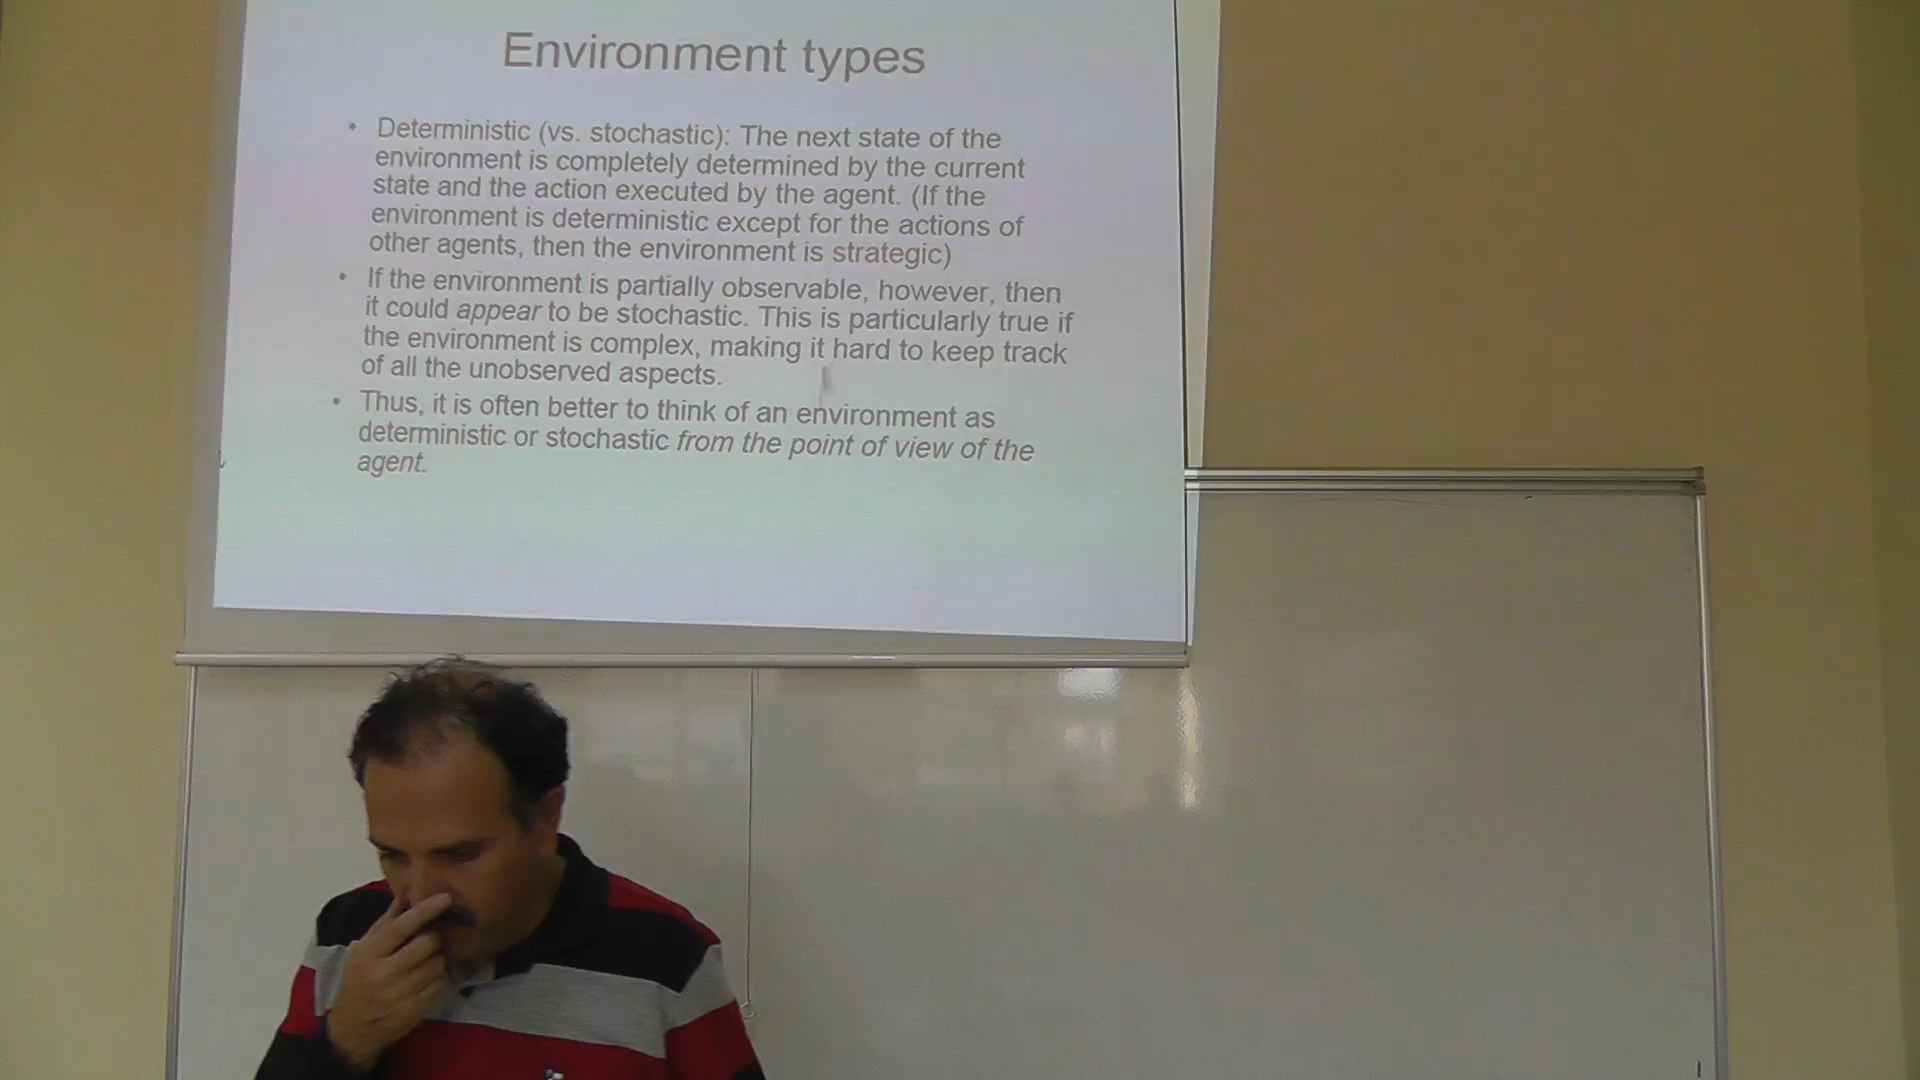 Environment types
• Deterministic (vs. stochastic): The next state of the
environment is completely determined by the current
state and the action executed by the agent. (If the
environment is deterministic except for the actions of
other agents, then the environment is strategic)
• If the environment is partially observable, however, then
it could appear to be stochastic. This is particularly true if
the environment is complex, making it hard to keep track
of all the unobserved aspects.
• Thus, it is often better to think of an environment as
deterministic or stochastic from the point of view of the
agent.